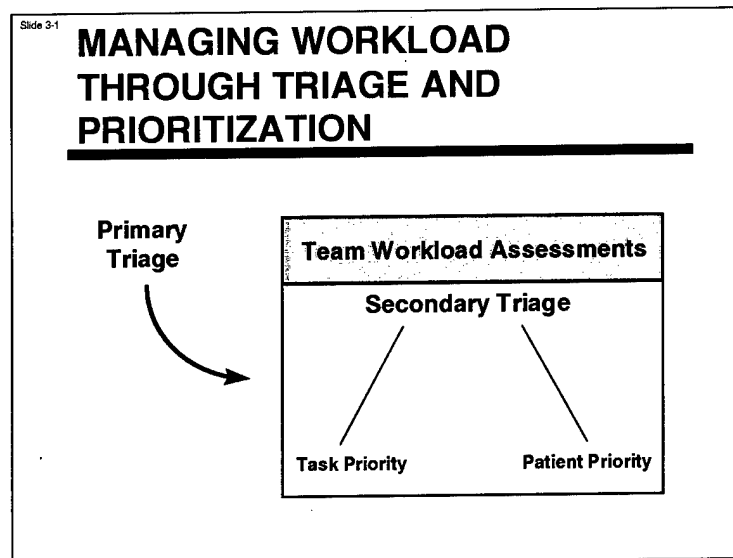 Slide 3-1
MANAGING WORKLOAD
THROUGH TRIAGE AND
PRIORITIZATION
Primary
Triage
Team Workload Assessments
Secondary Triage
Task Priority
Patient Priority